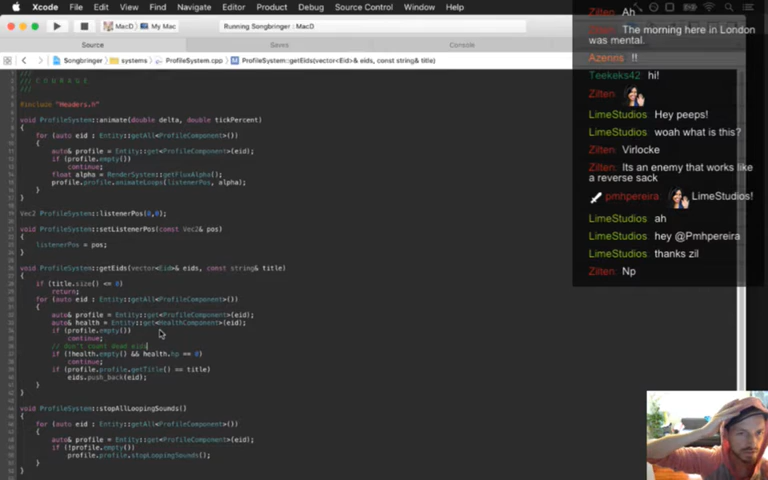 Xcode File Edit View Find Navigate Editor Product Debug Source Control Window Help
MacD My Mac
Running Songbringer : MacD
Source Saves Console
Songbringer systems ProfileSystem.cpp ProfileSystem::getEids(vector<Eid>& eids, const string& title)
///
/// C O U R A G E
///
#include "Headers.h"
void ProfileSystem::animate(double delta, double tickPercent)
{
for (auto eid : Entity::getAll<ProfileComponent>())
{
auto& profile = Entity::get<ProfileComponent>(eid);
if (profile.empty())
continue;
float alpha = RenderSystem::getFluxAlpha();
profile.profile.animateLoops(listenerPos, alpha);
}
}
Vec2 ProfileSystem::listenerPos(0,0);
void ProfileSystem::setListenerPos(const Vec2& pos)
{
listenerPos = pos;
}
void ProfileSystem::getEids(vector<Eid>& eids, const string& title)
{
if (title.size() <= 0)
return;
for (auto eid : Entity::getAll<ProfileComponent>())
{
auto& profile = Entity::get<ProfileComponent>(eid);
auto& health = Entity::get<HealthComponent>(eid);
if (profile.empty())
continue;
// don't count dead eids
if (!health.empty() && health.hp == 0)
continue;
if (profile.profile.getTitle() == title)
eids.push_back(eid);
}
}
void ProfileSystem::stopAllLoopingSounds()
{
for (auto eid : Entity::getAll<ProfileComponent>())
{
auto& profile = Entity::get<ProfileComponent>(eid);
if (!profile.empty())
profile.profile.stopLoopingSounds();
}
}
Zilten Ah
Zilten The morning here in London
was mental.
Azenris !!
Teekeks42 hi!
Zilten
LimeStudios Hey peeps!
LimeStudios woah what is this?
Zilten Virlocke
Zilten Its an enemy that works like
a reverse sack
pmhpereira LimeStudios!
LimeStudios ah
LimeStudios hey @Pmhpereira
LimeStudios thanks zil
Zilten Np